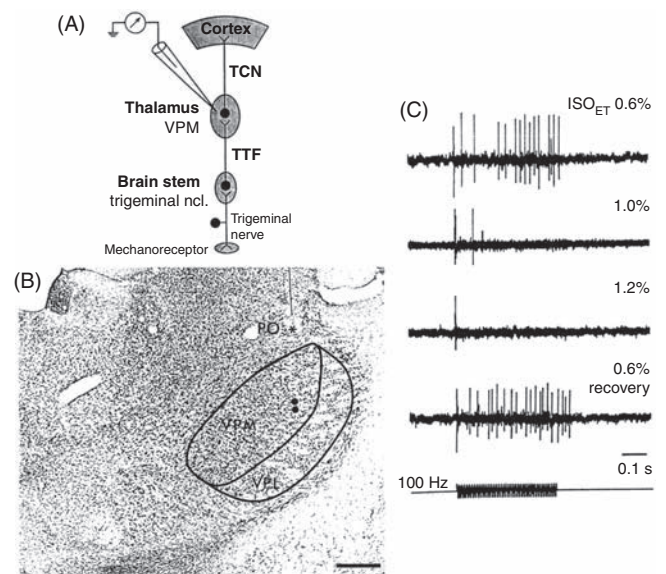 (A)
Cortex
TCN
Thalamus
VPM
TTF
Brain stem
trigeminal ncl.
Trigeminal
nerve
Mechanoreceptor
(B)
PO
*
VPM
VPL
(C)
ISO_ET 0.6%
1.0%
1.2%
0.6%
recovery
0.1 s
100 Hz